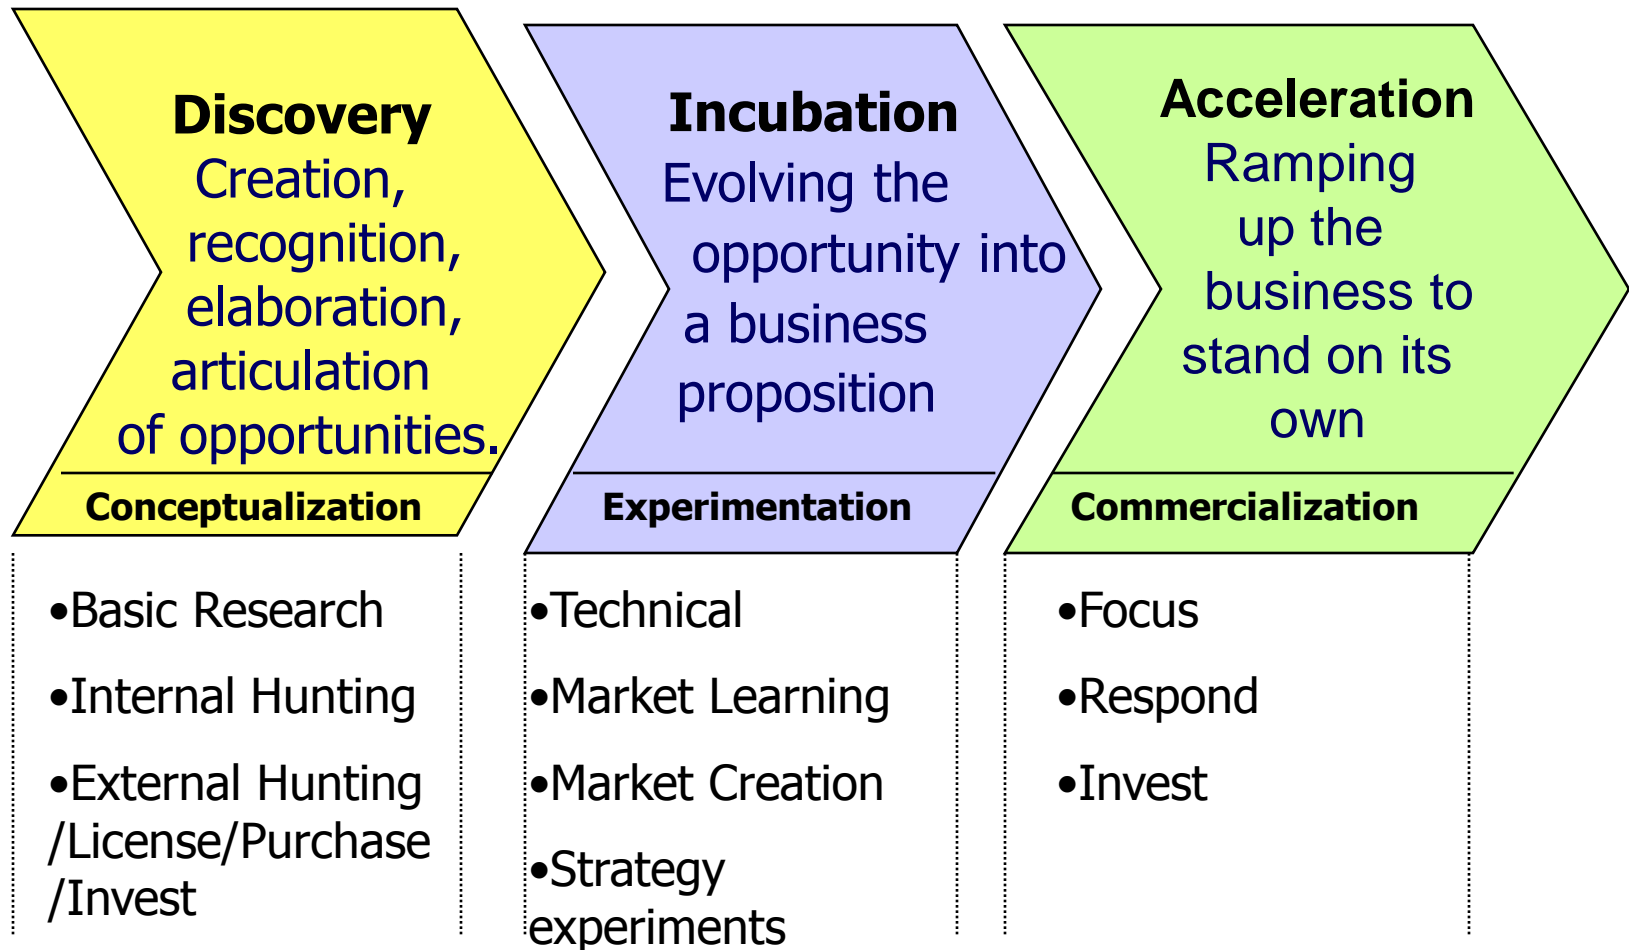 Discovery
Creation,
recognition,
elaboration,
articulation
of opportunities.
Conceptualization
•Basic Research
•Internal Hunting
•External Hunting
/License/Purchase
/Invest
Incubation
Evolving the
opportunity into
a business
proposition
Experimentation
•Technical
•Market Learning
•Market Creation
•Strategy
experiments
Acceleration
Ramping
up the
business to
stand on its
own
Commercialization
•Focus
•Respond
•Invest